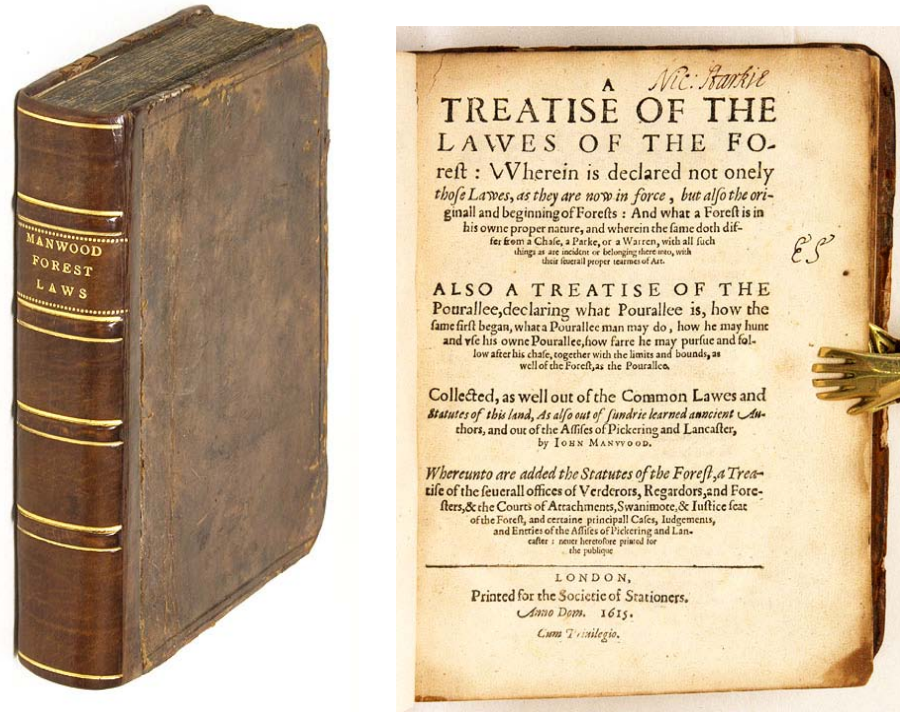 MANWOOD
FOREST
LAWS
Nic: Starkie
A
TREATISE OF THE
LAVVES OF THE FO-
reſt : VVherein is declared not onely
thoſe Lawes, as they are now in force, but alſo the ori-
ginall and beginning of Foreſts : And what a Foreſt is in
his owne proper nature, and wherein the ſame doth dif-
fer from a Chaſe, a Parke, or a Warren, with all ſuch
things as are incident or belonging there unto, with
their ſeuerall proper tearmes of Art.
ES
ALSO A TREATISE OF THE
Pourallee, declaring what Pourallee is, how the
ſame firſt began, what a Pourallee man may do, how he may hunt
and vſe his owne Pourallee, how farre he may purſue and fol-
low after his chaſe, together with the limits and bounds, as
well of the Foreſt, as the Pourallee.
Collected, as well out of the Common Lawes and
Statutes of this land, As alſo out of ſundrie learned auncient Au-
thors, and out of the Aſſiſes of Pickering and Lancaſter,
by IOHN MANVVOOD.
Whereunto are added the Statutes of the Foreſt, a Trea-
tiſe of the ſeuerall offices of Verderors, Regardors, and Fore-
ſters, & the Courts of Attachments, Swanimote, & Iuſtice ſeat
of the Foreſt, and certaine principall Caſes, Iudgements,
and Entries of the Aſſiſes of Pickering and Lan-
caſter : neuer heretofore printed for
the publique
LONDON,
Printed for the Societie of Stationers.
Anno Dom. 1615.
Cum Priuilegio.